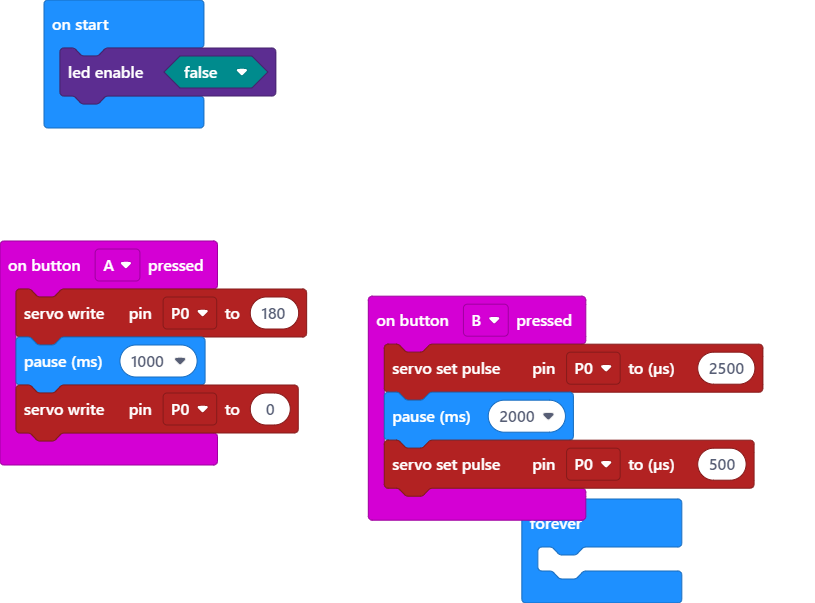 on start
led enable false
on button A pressed
servo write pin P0 to 180
pause (ms) 1000
servo write pin P0 to 0
on button B pressed
servo set pulse pin P0 to (µs) 2500
pause (ms) 2000
servo set pulse pin P0 to (µs) 500
forever